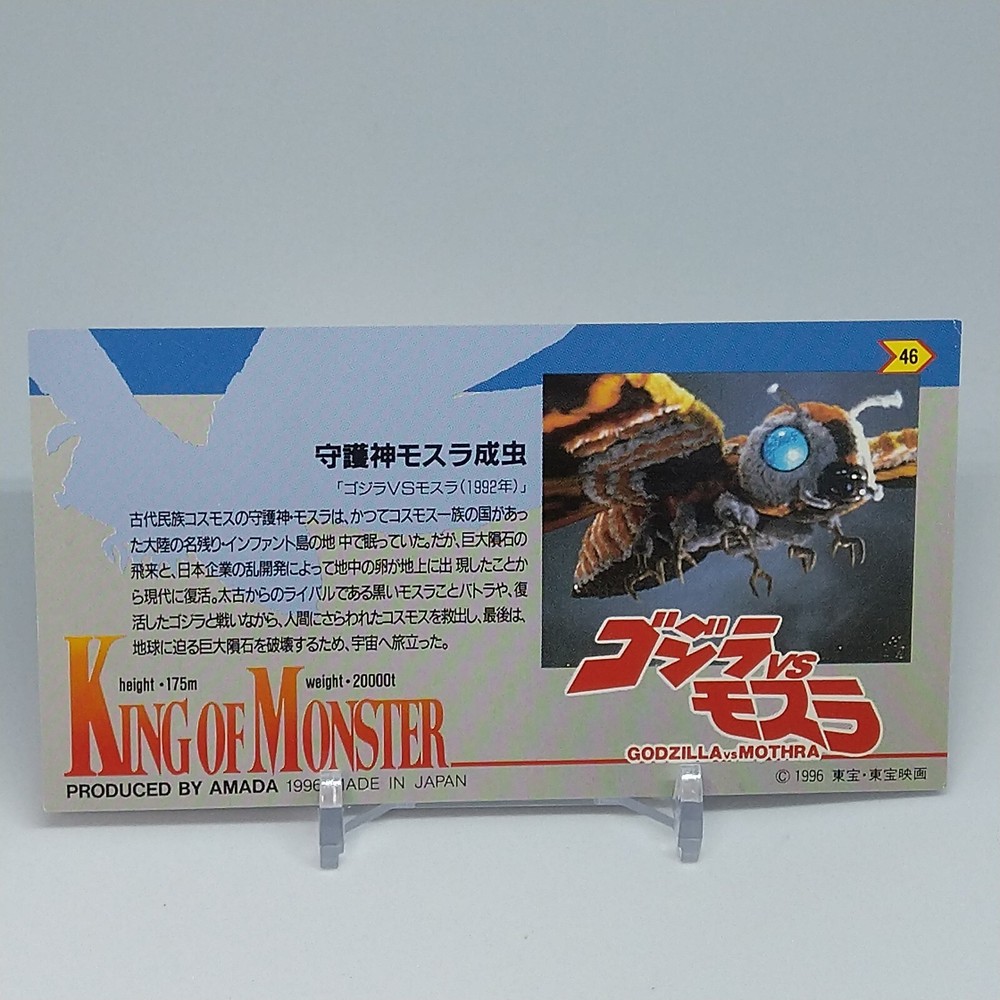 46
守護神モスラ成虫
「ゴジラVSモスラ(1992年)」
古代民族コスモスの守護神・モスラは、かつてコスモス一族の国があっ
た大陸の名残り・インファント島の地 中で眠っていた。だが、巨大隕石の
飛来と、日本企業の乱開発によって地中の卵が地上に出 現したことか
ら現代に復活。太古からのライバルである黒いモスラことバトラや、復
活したゴジラと戦いながら、人間にさらわれたコスモスを救出し、最後は、
地球に迫る巨大隕石を破壊するため、宇宙へ旅立った。
height・175m weight・20000t
KING OF MONSTER
ゴジラVS
モスラ
GODZILLA vs MOTHRA
PRODUCED BY AMADA 1996 MADE IN JAPAN
© 1996 東宝・東宝映画